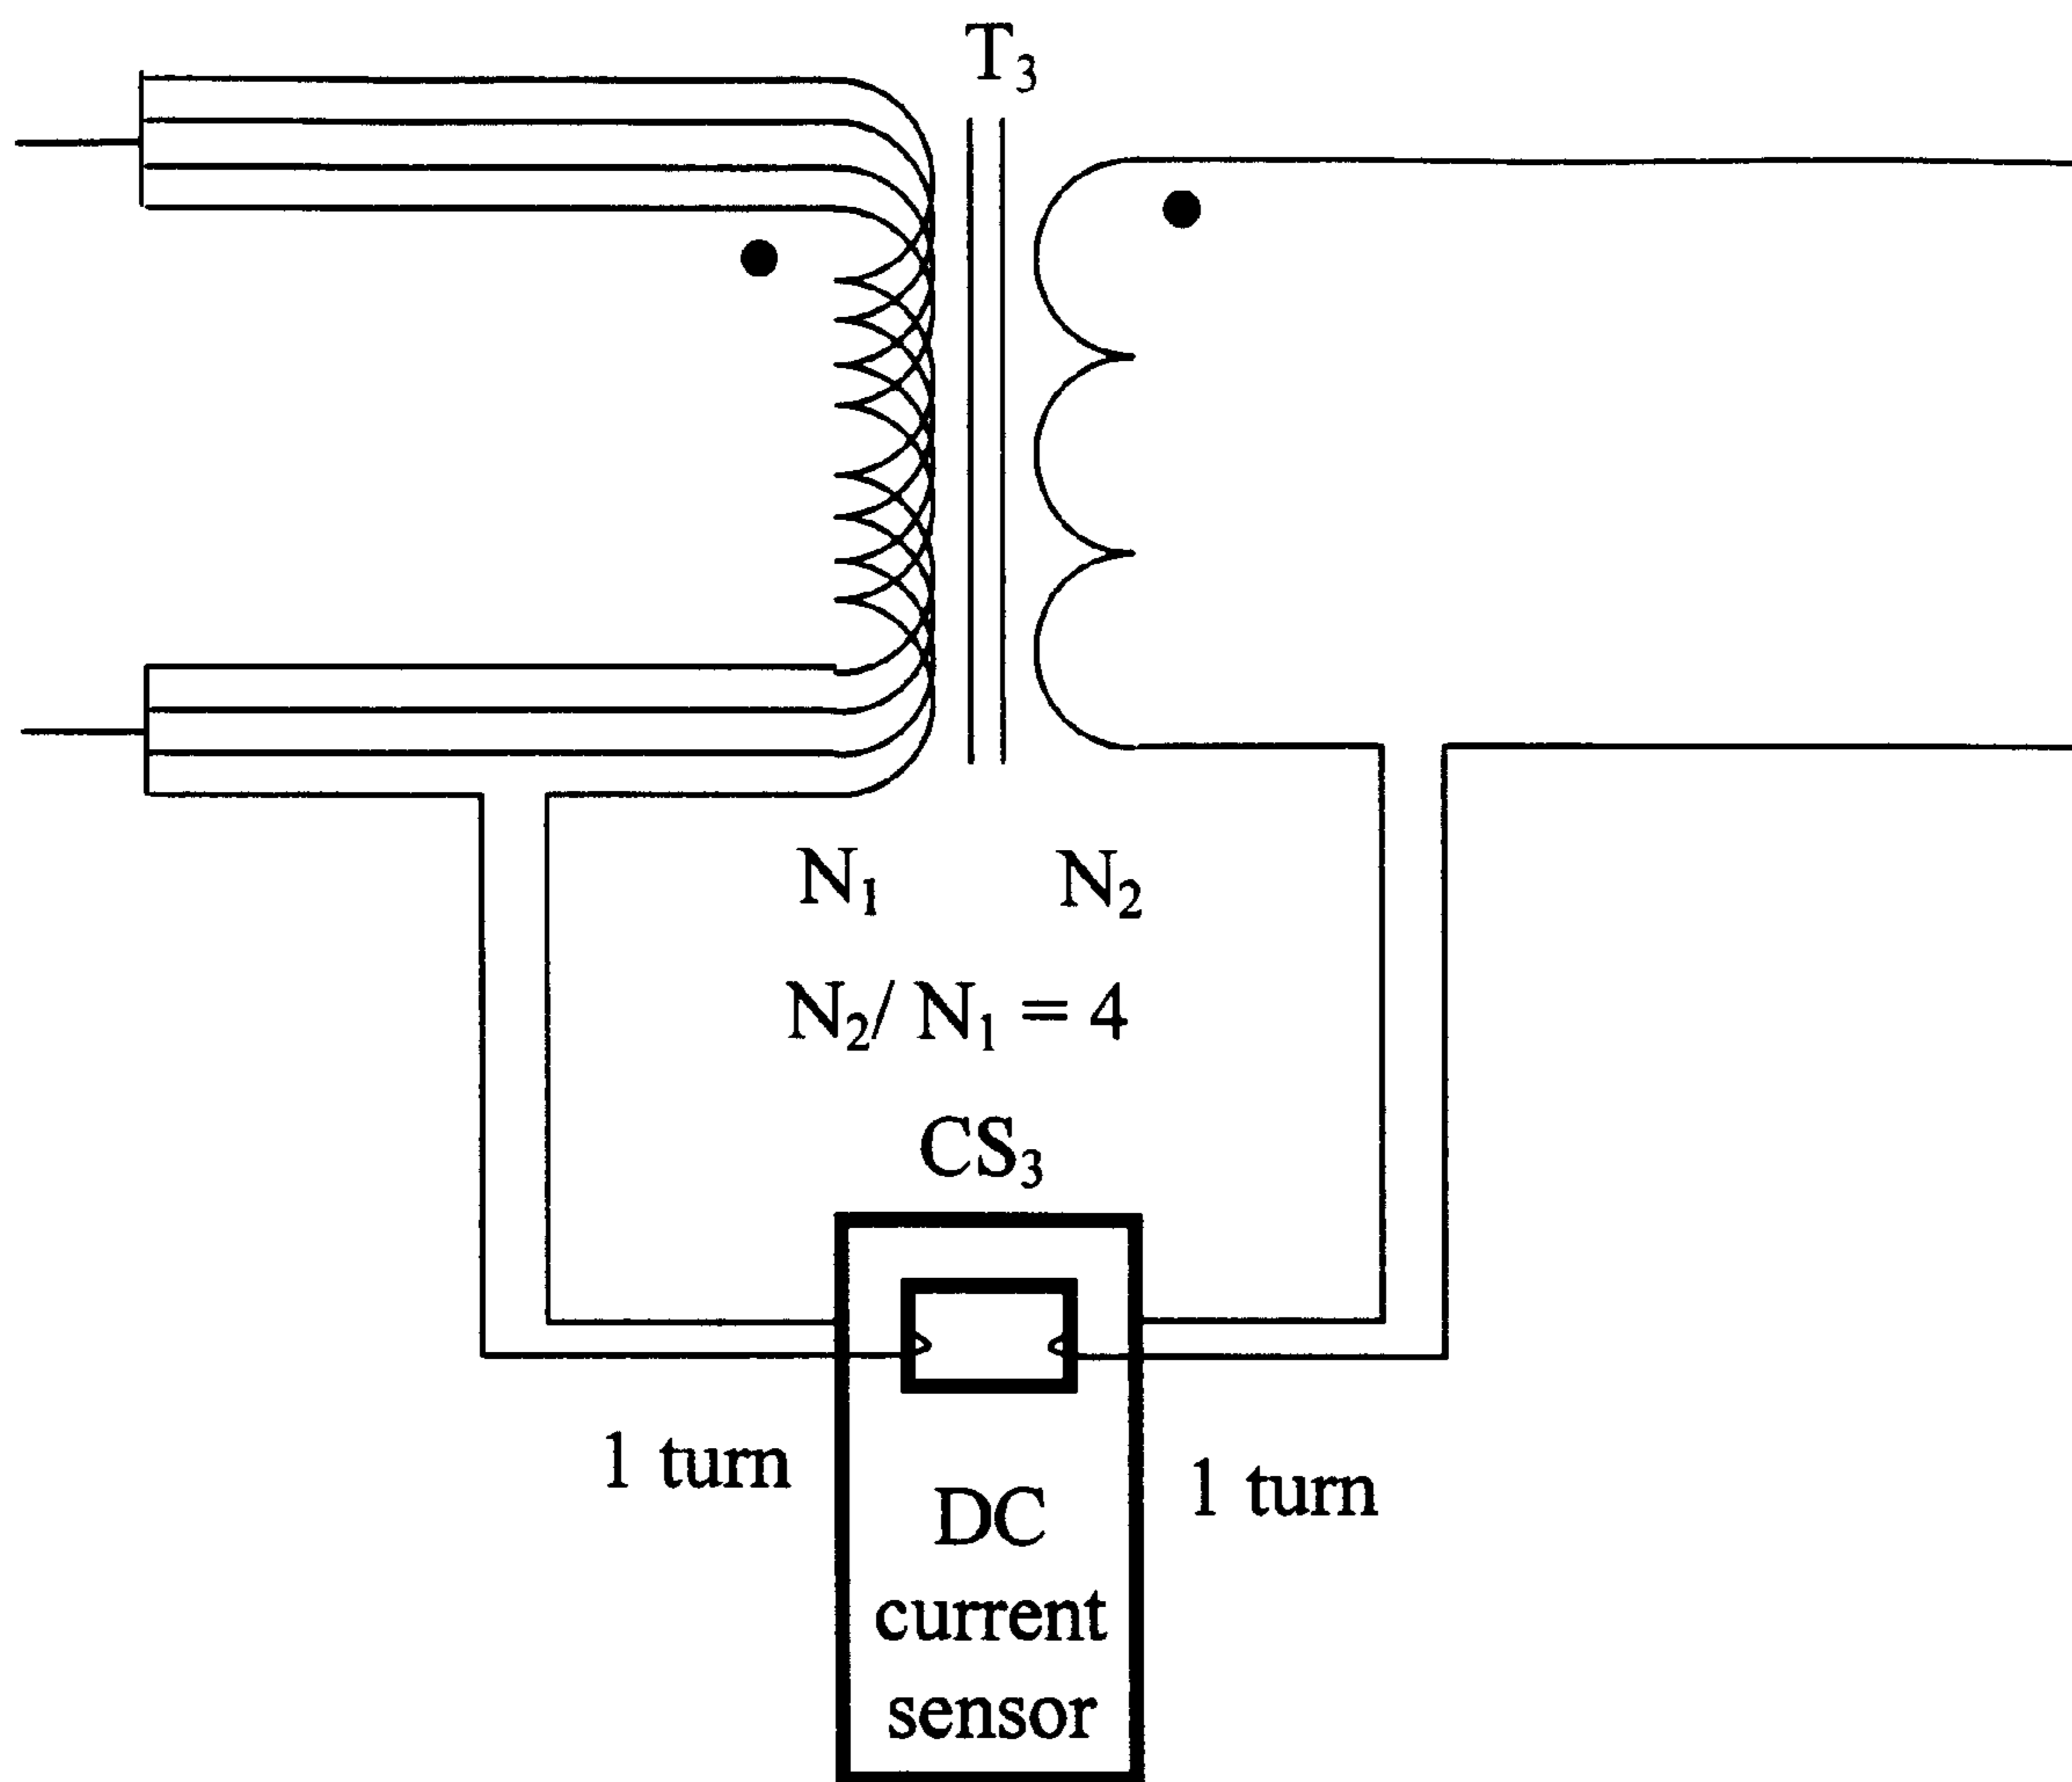 T₃
N₁ N₂
N₂/ N₁ = 4
CS₃
1 turn
1 turn
DC
current
sensor